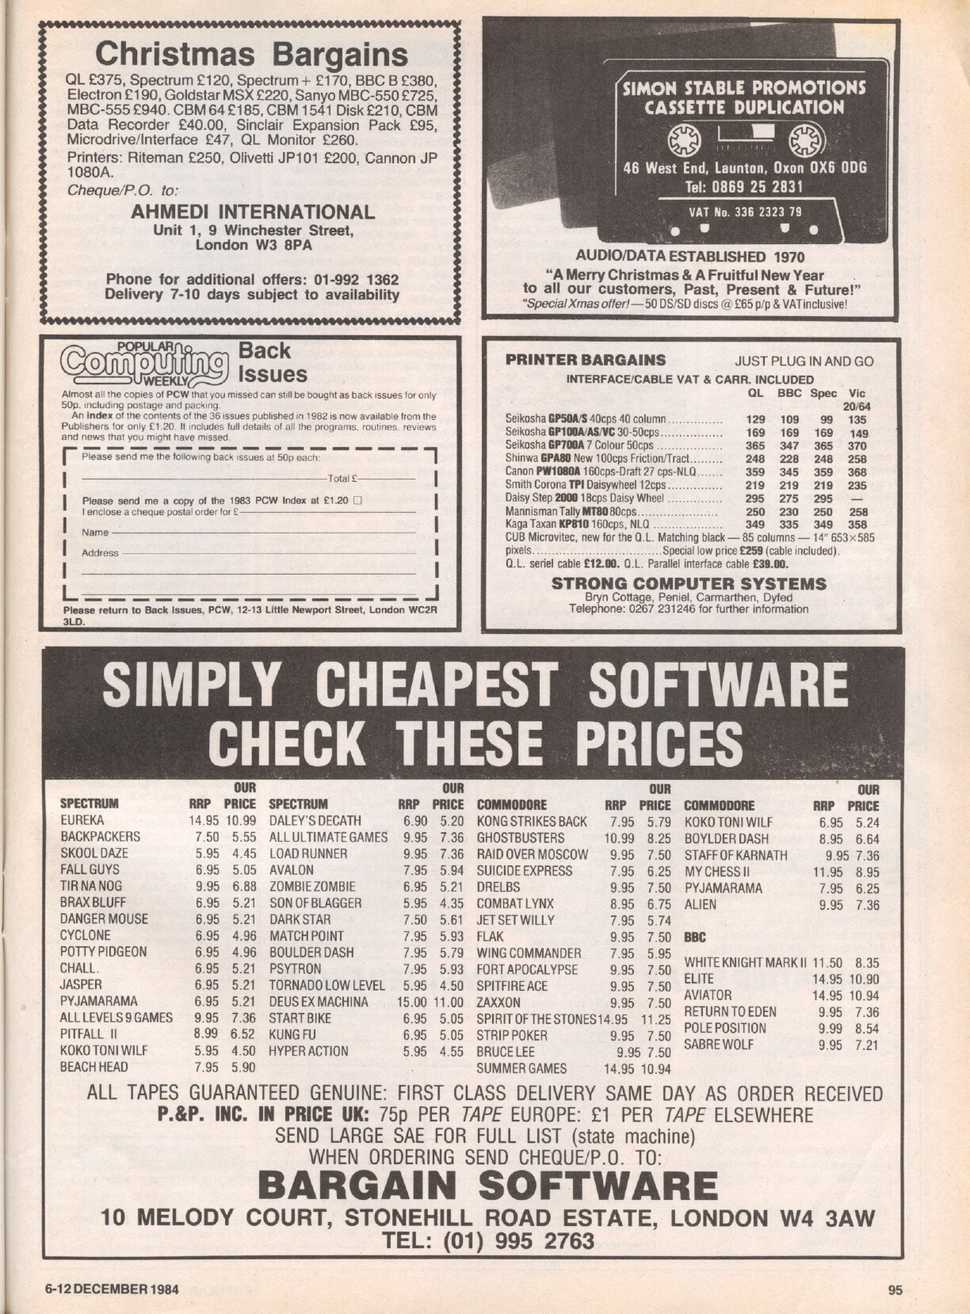 Christmas Bargains
QL £375, Spectrum £120, Spectrum + £170, BBC B £380,
Electron £190, Goldstar MSX £220, Sanyo MBC-550 £725,
MBC-555 £940. CBM 64 £185, CBM 1541 Disk £210, CBM
Data Recorder £40.00, Sinclair Expansion Pack £95,
Microdrive/Interface £47, QL Monitor £260.
Printers: Riteman £250, Olivetti JP101 £200, Cannon JP
1080A.
Cheque/P.O. to:
AHMEDI INTERNATIONAL
Unit 1, 9 Winchester Street,
London W3 8PA
Phone for additional offers: 01-992 1362
Delivery 7-10 days subject to availability
SIMON STABLE PROMOTIONS
CASSETTE DUPLICATION
46 West End, Launton, Oxon OX6 0DG
Tel: 0869 25 2831
VAT No. 336 2323 79
AUDIO/DATA ESTABLISHED 1970
"A Merry Christmas & A Fruitful New Year
to all our customers, Past, Present & Future!"
"Special Xmas offer! — 50 DS/SD discs @ £65 p/p & VAT inclusive!
POPULAR
Computing
WEEKLY
Back
Issues
Almost all the copies of PCW that you missed can still be bought as back issues for only
50p, including postage and packing.
An index of the contents of the 36 issues published in 1982 is now available from the
Publishers for only £1.20. It includes full details of all the programs, routines, reviews
and news that you might have missed.
Please send me the following back issues at 50p each:
Total £
Please send me a copy of the 1983 PCW Index at £1.20 ☐
I enclose a cheque postal order for £
Name
Address
Please return to Back Issues, PCW, 12-13 Little Newport Street, London WC2R
3LD.
PRINTER BARGAINS JUST PLUG IN AND GO
INTERFACE/CABLE VAT & CARR. INCLUDED
QL BBC Spec Vic
20/64
Seikosha GP50A/S 40cps 40 column............... 129 109 99 135
Seikosha GP100A/AS/VC 30-50cps................. 169 169 169 149
Seikosha GP700A 7 Colour 50cps.................. 365 347 365 370
Shinwa GPA80 New 100cps Friction/Tract......... 248 228 248 258
Canon PW1080A 160cps-Draft 27 cps-NLQ....... 359 345 359 368
Smith Corona TPI Daisywheel 12cps............... 219 219 219 235
Daisy Step 2000 18cps Daisy Wheel ............... 295 275 295 —
Mannisman Tally MT80 80cps...................... 250 230 250 258
Kaga Taxan KP810 160cps, NLQ ................... 349 335 349 358
CUB Microvitec, new for the Q.L. Matching black — 85 columns — 14" 653×585
pixels..................................Special low price £259 (cable included).
Q.L. seriel cable £12.00. Q.L. Parallel interface cable £39.00.
STRONG COMPUTER SYSTEMS
Bryn Cottage, Peniel, Carmarthen, Dyfed
Telephone: 0267 231246 for further information
SIMPLY CHEAPEST SOFTWARE
CHECK THESE PRICES
OUR
SPECTRUM RRP PRICE
EUREKA 14.95 10.99
BACKPACKERS 7.50 5.55
SKOOL DAZE 5.95 4.45
FALL GUYS 6.95 5.05
TIR NA NOG 9.95 6.88
BRAX BLUFF 6.95 5.21
DANGER MOUSE 6.95 5.21
CYCLONE 6.95 4.96
POTTY PIDGEON 6.95 4.96
CHALL. 6.95 5.21
JASPER 6.95 5.21
PYJAMARAMA 6.95 5.21
ALL LEVELS 9 GAMES 9.95 7.36
PITFALL II 8.99 6.52
KOKO TONI WILF 5.95 4.50
BEACH HEAD 7.95 5.90
OUR
SPECTRUM RRP PRICE
DALEY'S DECATH 6.90 5.20
ALL ULTIMATE GAMES 9.95 7.36
LOAD RUNNER 9.95 7.36
AVALON 7.95 5.94
ZOMBIE ZOMBIE 6.95 5.21
SON OF BLAGGER 5.95 4.35
DARK STAR 7.50 5.61
MATCH POINT 7.95 5.93
BOULDER DASH 7.95 5.79
PSYTRON 7.95 5.93
TORNADO LOW LEVEL 5.95 4.50
DEUS EX MACHINA 15.00 11.00
START BIKE 6.95 5.05
KUNG FU 6.95 5.05
HYPER ACTION 5.95 4.55
OUR
COMMODORE RRP PRICE
KONG STRIKES BACK 7.95 5.79
GHOSTBUSTERS 10.99 8.25
RAID OVER MOSCOW 9.95 7.50
SUICIDE EXPRESS 7.95 6.25
DRELBS 9.95 7.50
COMBAT LYNX 8.95 6.75
JET SET WILLY 7.95 5.74
FLAK 9.95 7.50
WING COMMANDER 7.95 5.95
FORT APOCALYPSE 9.95 7.50
SPITFIRE ACE 9.95 7.50
ZAXXON 9.95 7.50
SPIRIT OF THE STONES 14.95 11.25
STRIP POKER 9.95 7.50
BRUCE LEE 9.95 7.50
SUMMER GAMES 14.95 10.94
OUR
COMMODORE RRP PRICE
KOKO TONI WILF 6.95 5.24
BOYLDER DASH 8.95 6.64
STAFF OF KARNATH 9.95 7.36
MY CHESS II 11.95 8.95
PYJAMARAMA 7.95 6.25
ALIEN 9.95 7.36
BBC
WHITE KNIGHT MARK II 11.50 8.35
ELITE 14.95 10.90
AVIATOR 14.95 10.94
RETURN TO EDEN 9.95 7.36
POLE POSITION 9.99 8.54
SABRE WOLF 9.95 7.21
ALL TAPES GUARANTEED GENUINE: FIRST CLASS DELIVERY SAME DAY AS ORDER RECEIVED
P.&P. INC. IN PRICE UK: 75p PER TAPE EUROPE: £1 PER TAPE ELSEWHERE
SEND LARGE SAE FOR FULL LIST (state machine)
WHEN ORDERING SEND CHEQUE/P.O. TO:
BARGAIN SOFTWARE
10 MELODY COURT, STONEHILL ROAD ESTATE, LONDON W4 3AW
TEL: (01) 995 2763
6-12 DECEMBER 1984
95